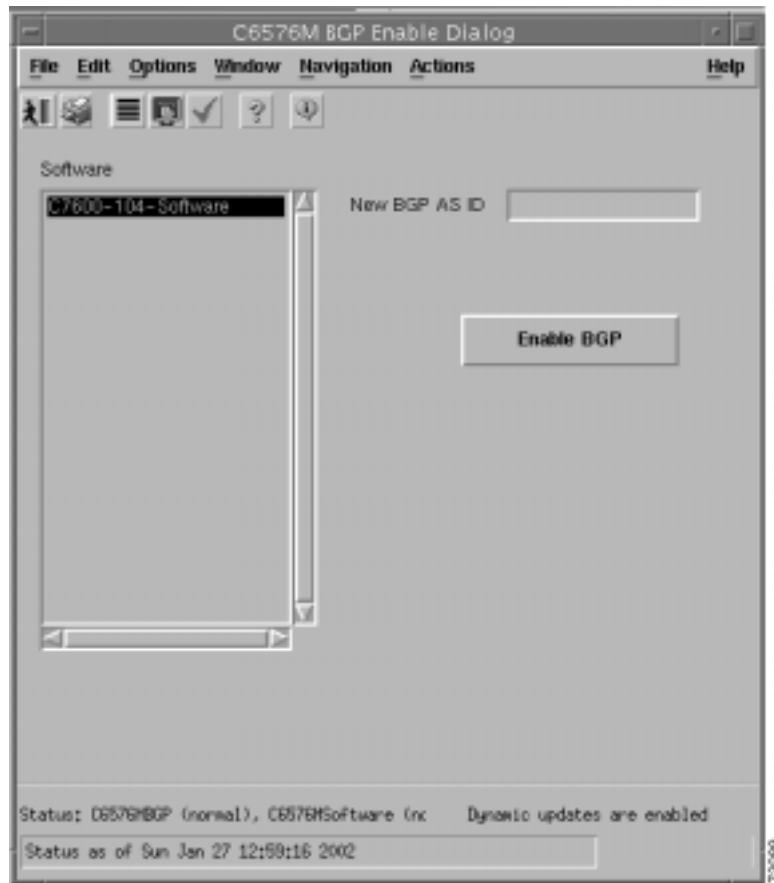 C6576M BGP Enable Dialog
File Edit Options Window Navigation Actions Help
Software
C7600-104-Software
New BGP AS ID
Enable BGP
Status: C6576MBGP (normal), C6576MSoftware (nc Dynamic updates are enabled
Status as of Sun Jan 27 12:59:16 2002